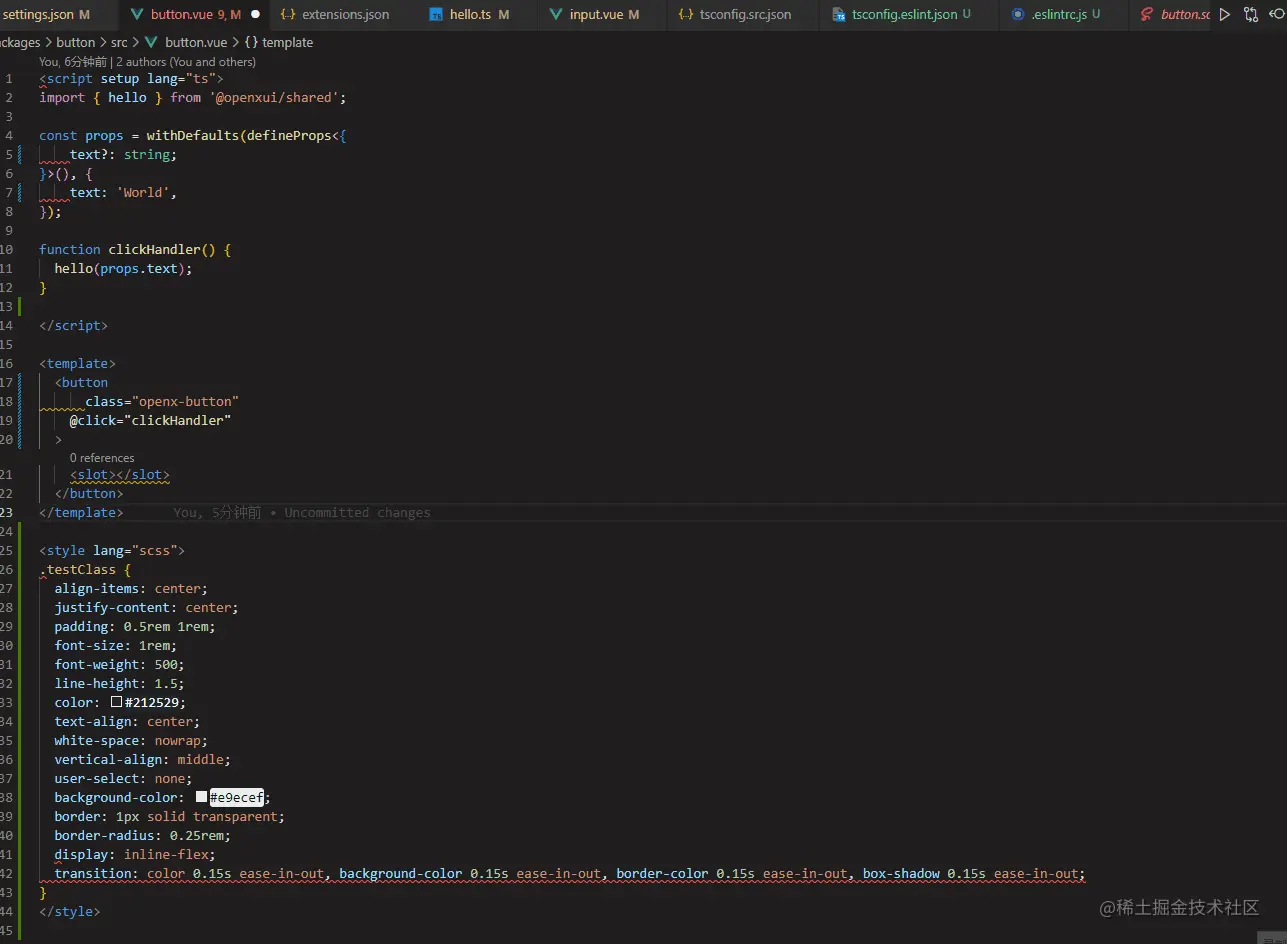 settings.json M button.vue 9, M extensions.json hello.ts M input.vue M tsconfig.src.json tsconfig.eslint.json U .eslintrc.js U button.sc
ckages > button > src > button.vue > {} template
You, 6分钟前 | 2 authors (You and others)
1 <script setup lang="ts">
2 import { hello } from '@openxui/shared';
3
4 const props = withDefaults(defineProps<{
5 text?: string;
6 }>(), {
7 text: 'World',
8 });
9
10 function clickHandler() {
11 hello(props.text);
12 }
13
14 </script>
15
16 <template>
17 <button
18 class="openx-button"
19 @click="clickHandler"
20 >
0 references
21 <slot></slot>
22 </button>
23 </template> You, 5分钟前 • Uncommitted changes
24
25 <style lang="scss">
26 .testClass {
27 align-items: center;
28 justify-content: center;
29 padding: 0.5rem 1rem;
30 font-size: 1rem;
31 font-weight: 500;
32 line-height: 1.5;
33 color: #212529;
34 text-align: center;
35 white-space: nowrap;
36 vertical-align: middle;
37 user-select: none;
38 background-color: #e9ecef;
39 border: 1px solid transparent;
40 border-radius: 0.25rem;
41 display: inline-flex;
42 transition: color 0.15s ease-in-out, background-color 0.15s ease-in-out, border-color 0.15s ease-in-out, box-shadow 0.15s ease-in-out;
43 }
44 </style>
45
@稀土掘金技术社区